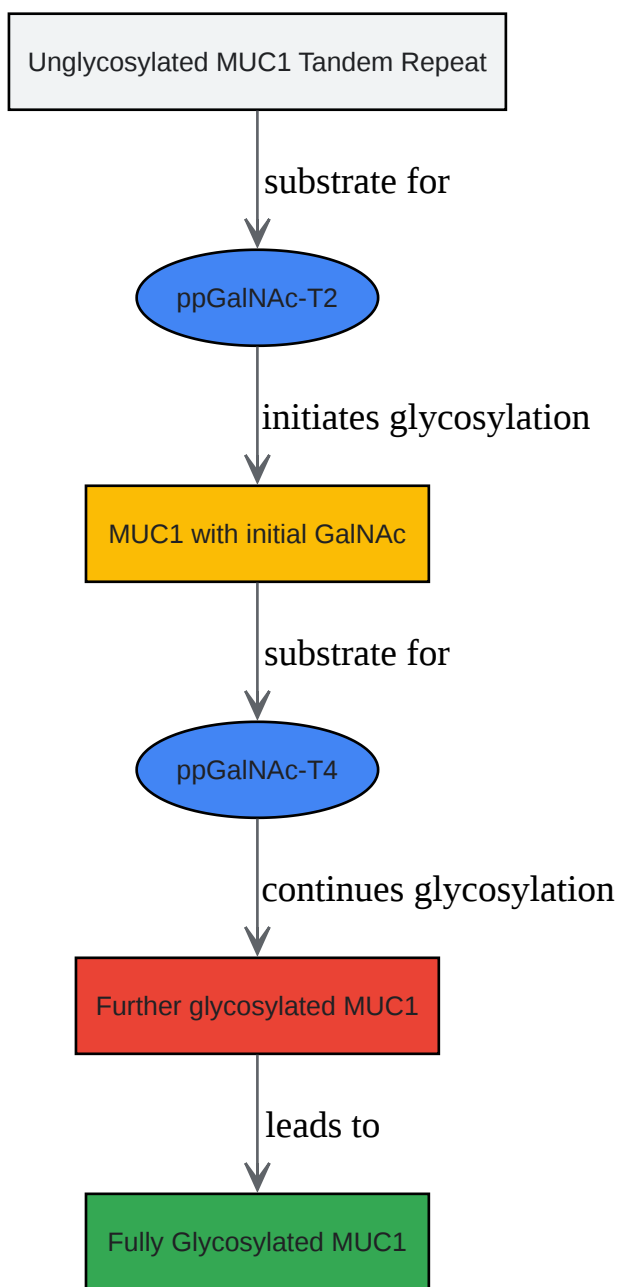 Unglycosylated MUC1 Tandem Repeat
substrate for
ppGalNAc-T2
initiates glycosylation
MUC1 with initial GalNAc
substrate for
ppGalNAc-T4
continues glycosylation
Further glycosylated MUC1
leads to
Fully Glycosylated MUC1